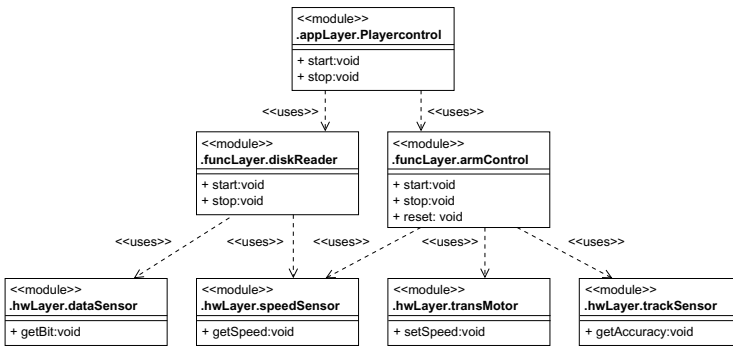 <<module>>
.appLayer.Playercontrol
+ start:void
+ stop:void
<<uses>>
<<uses>>
<<module>>
.funcLayer.diskReader
+ start:void
+ stop:void
<<module>>
.funcLayer.armControl
+ start:void
+ stop:void
+ reset: void
<<uses>>
<<uses>>
<<uses>>
<<uses>>
<<uses>>
<<module>>
.hwLayer.dataSensor
+ getBit:void
<<module>>
.hwLayer.speedSensor
+ getSpeed:void
<<module>>
.hwLayer.transMotor
+ setSpeed:void
<<module>>
.hwLayer.trackSensor
+ getAccuracy:void